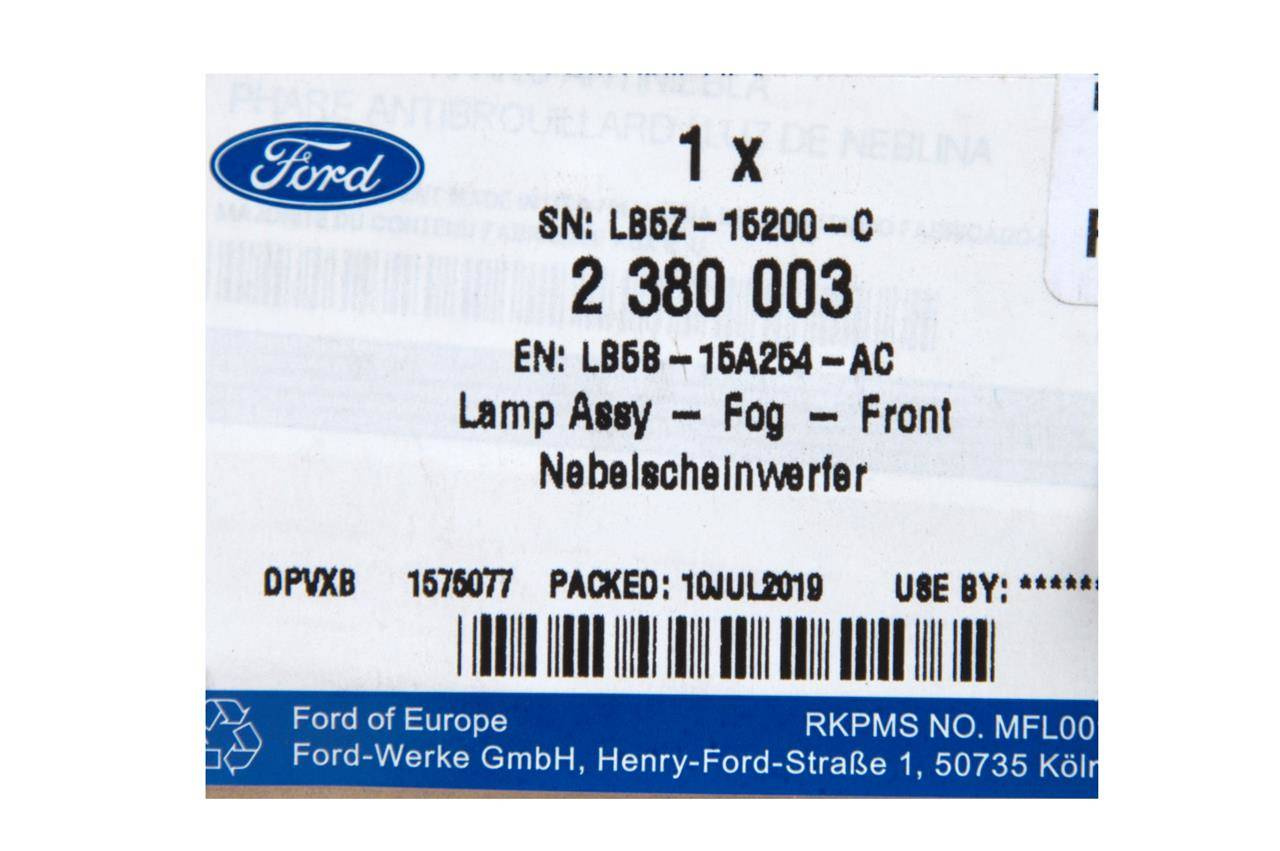 PHARE ANTIBROUILLARD LUZ DE NEBLINA
Ford
1 x
SN: LB5Z-15200-C
2 380 003
EN: LB5B-15A254-AC
Lamp Assy - Fog - Front
Nebelscheinwerfer
DPVXB 1575077 PACKED: 10JUL2019 USE BY: ******
Ford of Europe RKPMS NO. MFL00
Ford-Werke GmbH, Henry-Ford-Straße 1, 50735 Köln